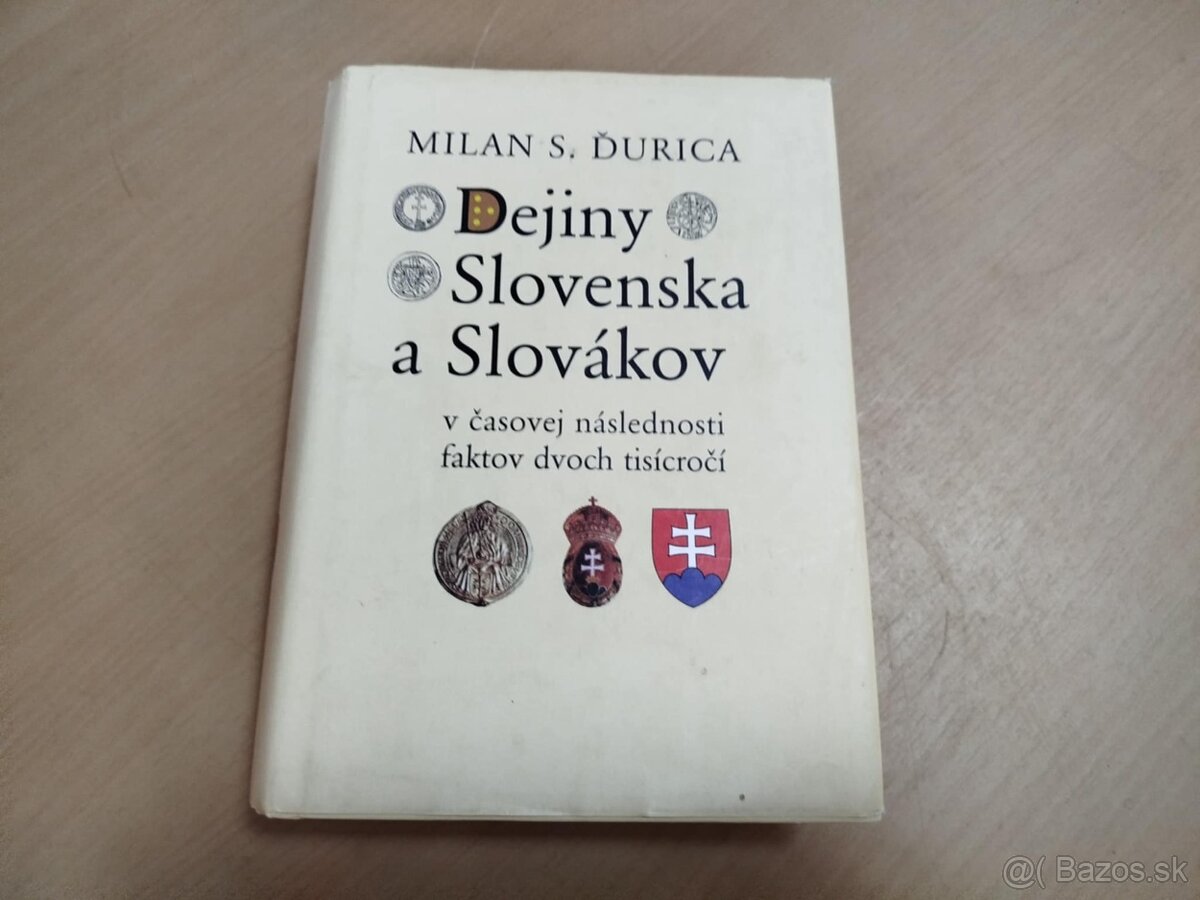 MILAN S. ĎURICA
Dejiny
Slovenska
a Slovákov
v časovej následnosti
faktov dvoch tisícročí
@( Bazos.sk